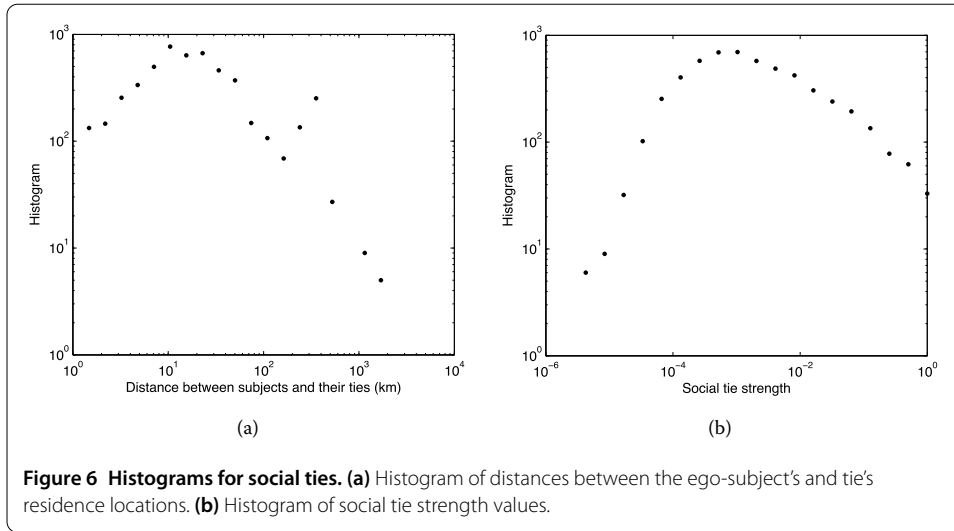 10³
10²
10¹
10⁰
Histogram
10⁰ 10¹ 10² 10³ 10⁴
Distance between subjects and their ties (km)
(a)
10³
10²
10¹
10⁰
Histogram
10⁻⁶ 10⁻⁴ 10⁻² 10⁰
Social tie strength
(b)
Figure 6 Histograms for social ties. (a) Histogram of distances between the ego-subject's and tie's
residence locations. (b) Histogram of social tie strength values.